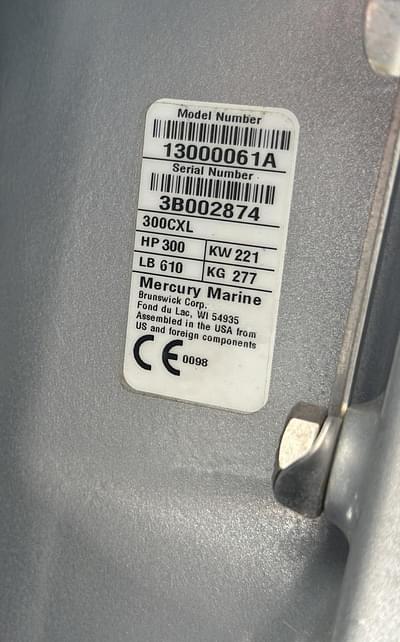 Model Number
13000061A
Serial Number
3B002874
300CXL
HP 300 KW 221
LB 610 KG 277
Mercury Marine
Brunswick Corp.
Fond du Lac, WI 54935
Assembled in the USA from
US and foreign components
CE 0098